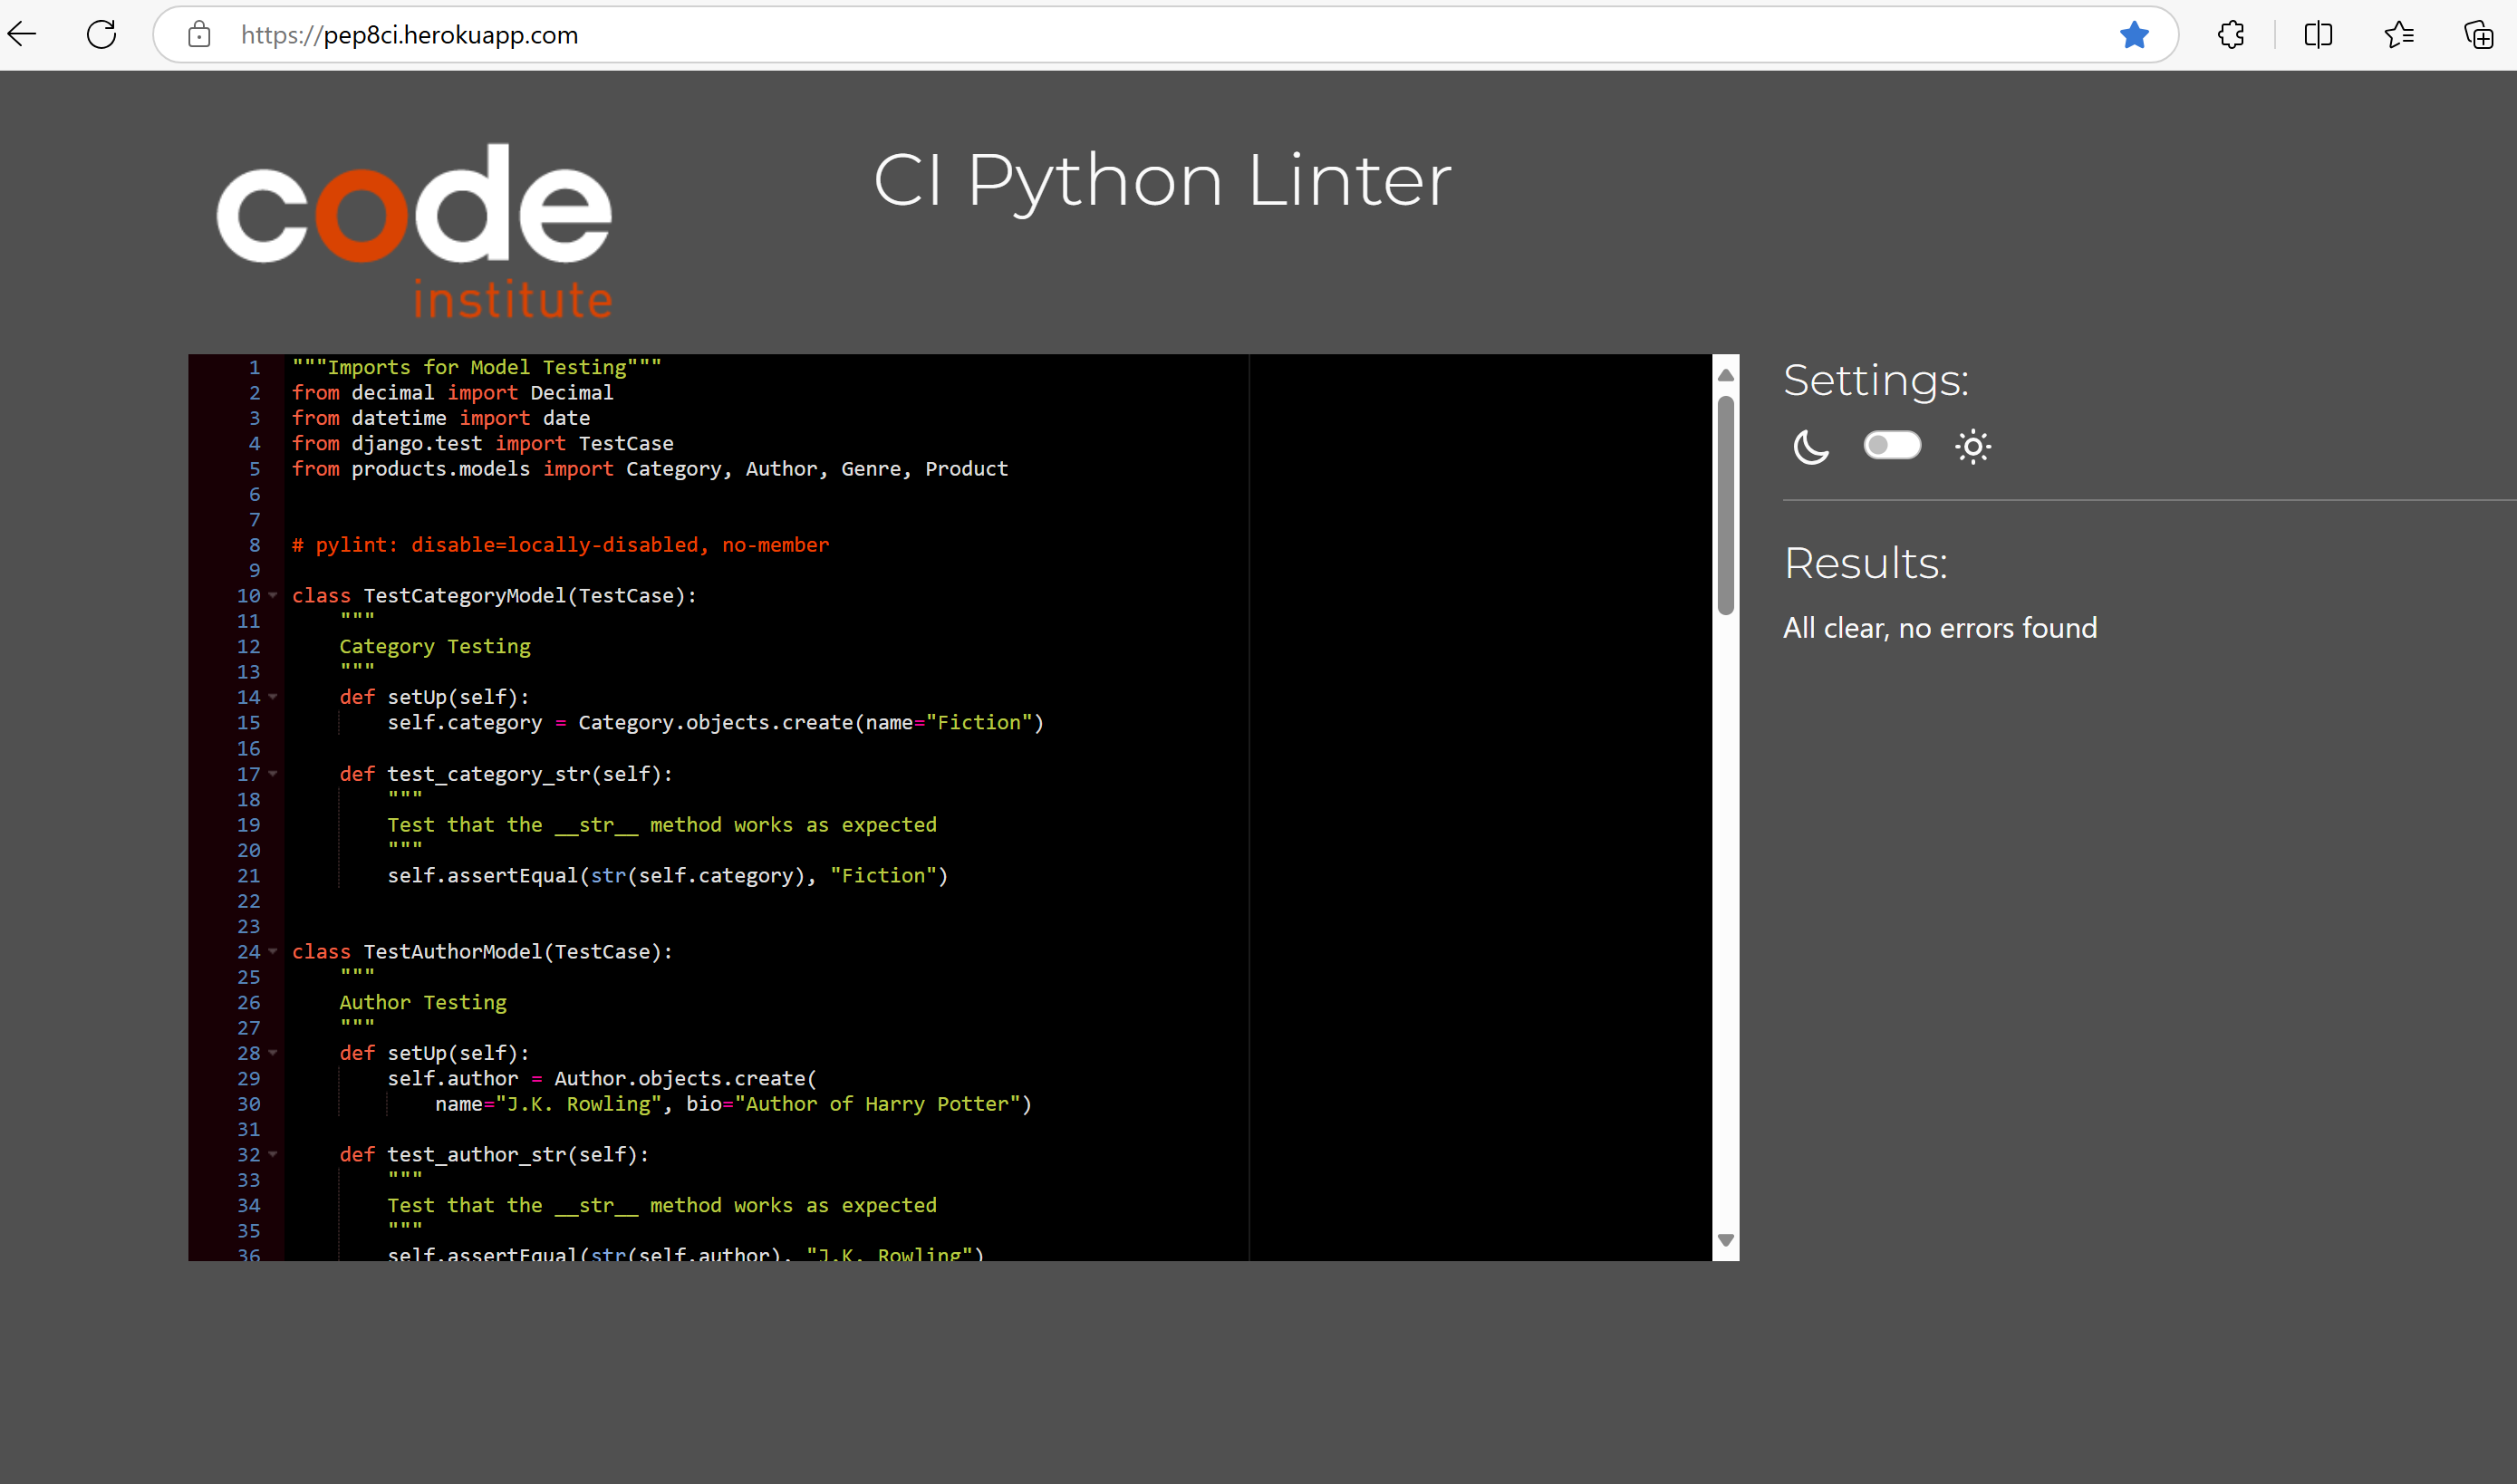 https://pep8ci.herokuapp.com
code
institute
CI Python Linter
1 """Imports for Model Testing"""
2 from decimal import Decimal
3 from datetime import date
4 from django.test import TestCase
5 from products.models import Category, Author, Genre, Product
6
7
8 # pylint: disable=locally-disabled, no-member
9
10 class TestCategoryModel(TestCase):
11     """
12     Category Testing
13     """
14     def setUp(self):
15         self.category = Category.objects.create(name="Fiction")
16
17     def test_category_str(self):
18         """
19         Test that the __str__ method works as expected
20         """
21         self.assertEqual(str(self.category), "Fiction")
22
23
24 class TestAuthorModel(TestCase):
25     """
26     Author Testing
27     """
28     def setUp(self):
29         self.author = Author.objects.create(
30             name="J.K. Rowling", bio="Author of Harry Potter")
31
32     def test_author_str(self):
33         """
34         Test that the __str__ method works as expected
35         """
36         self.assertEqual(str(self.author), "J.K. Rowling")
Settings:
Results:
All clear, no errors found